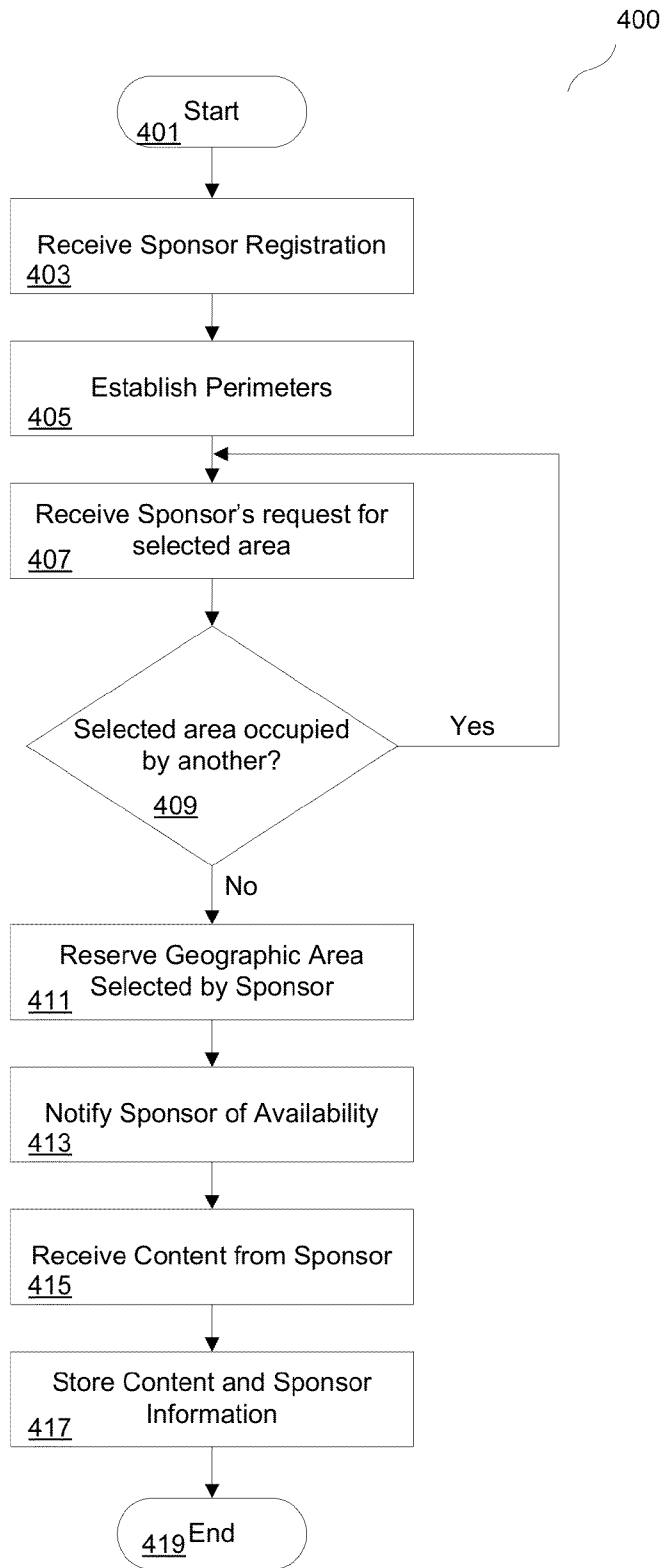 400
Start
401
Receive Sponsor Registration
403
Establish Perimeters
405
Receive Sponsor's request for
selected area
407
Selected area occupied
by another?
409
Yes
No
Reserve Geographic Area
Selected by Sponsor
411
Notify Sponsor of Availability
413
Receive Content from Sponsor
415
Store Content and Sponsor
Information
417
419 End